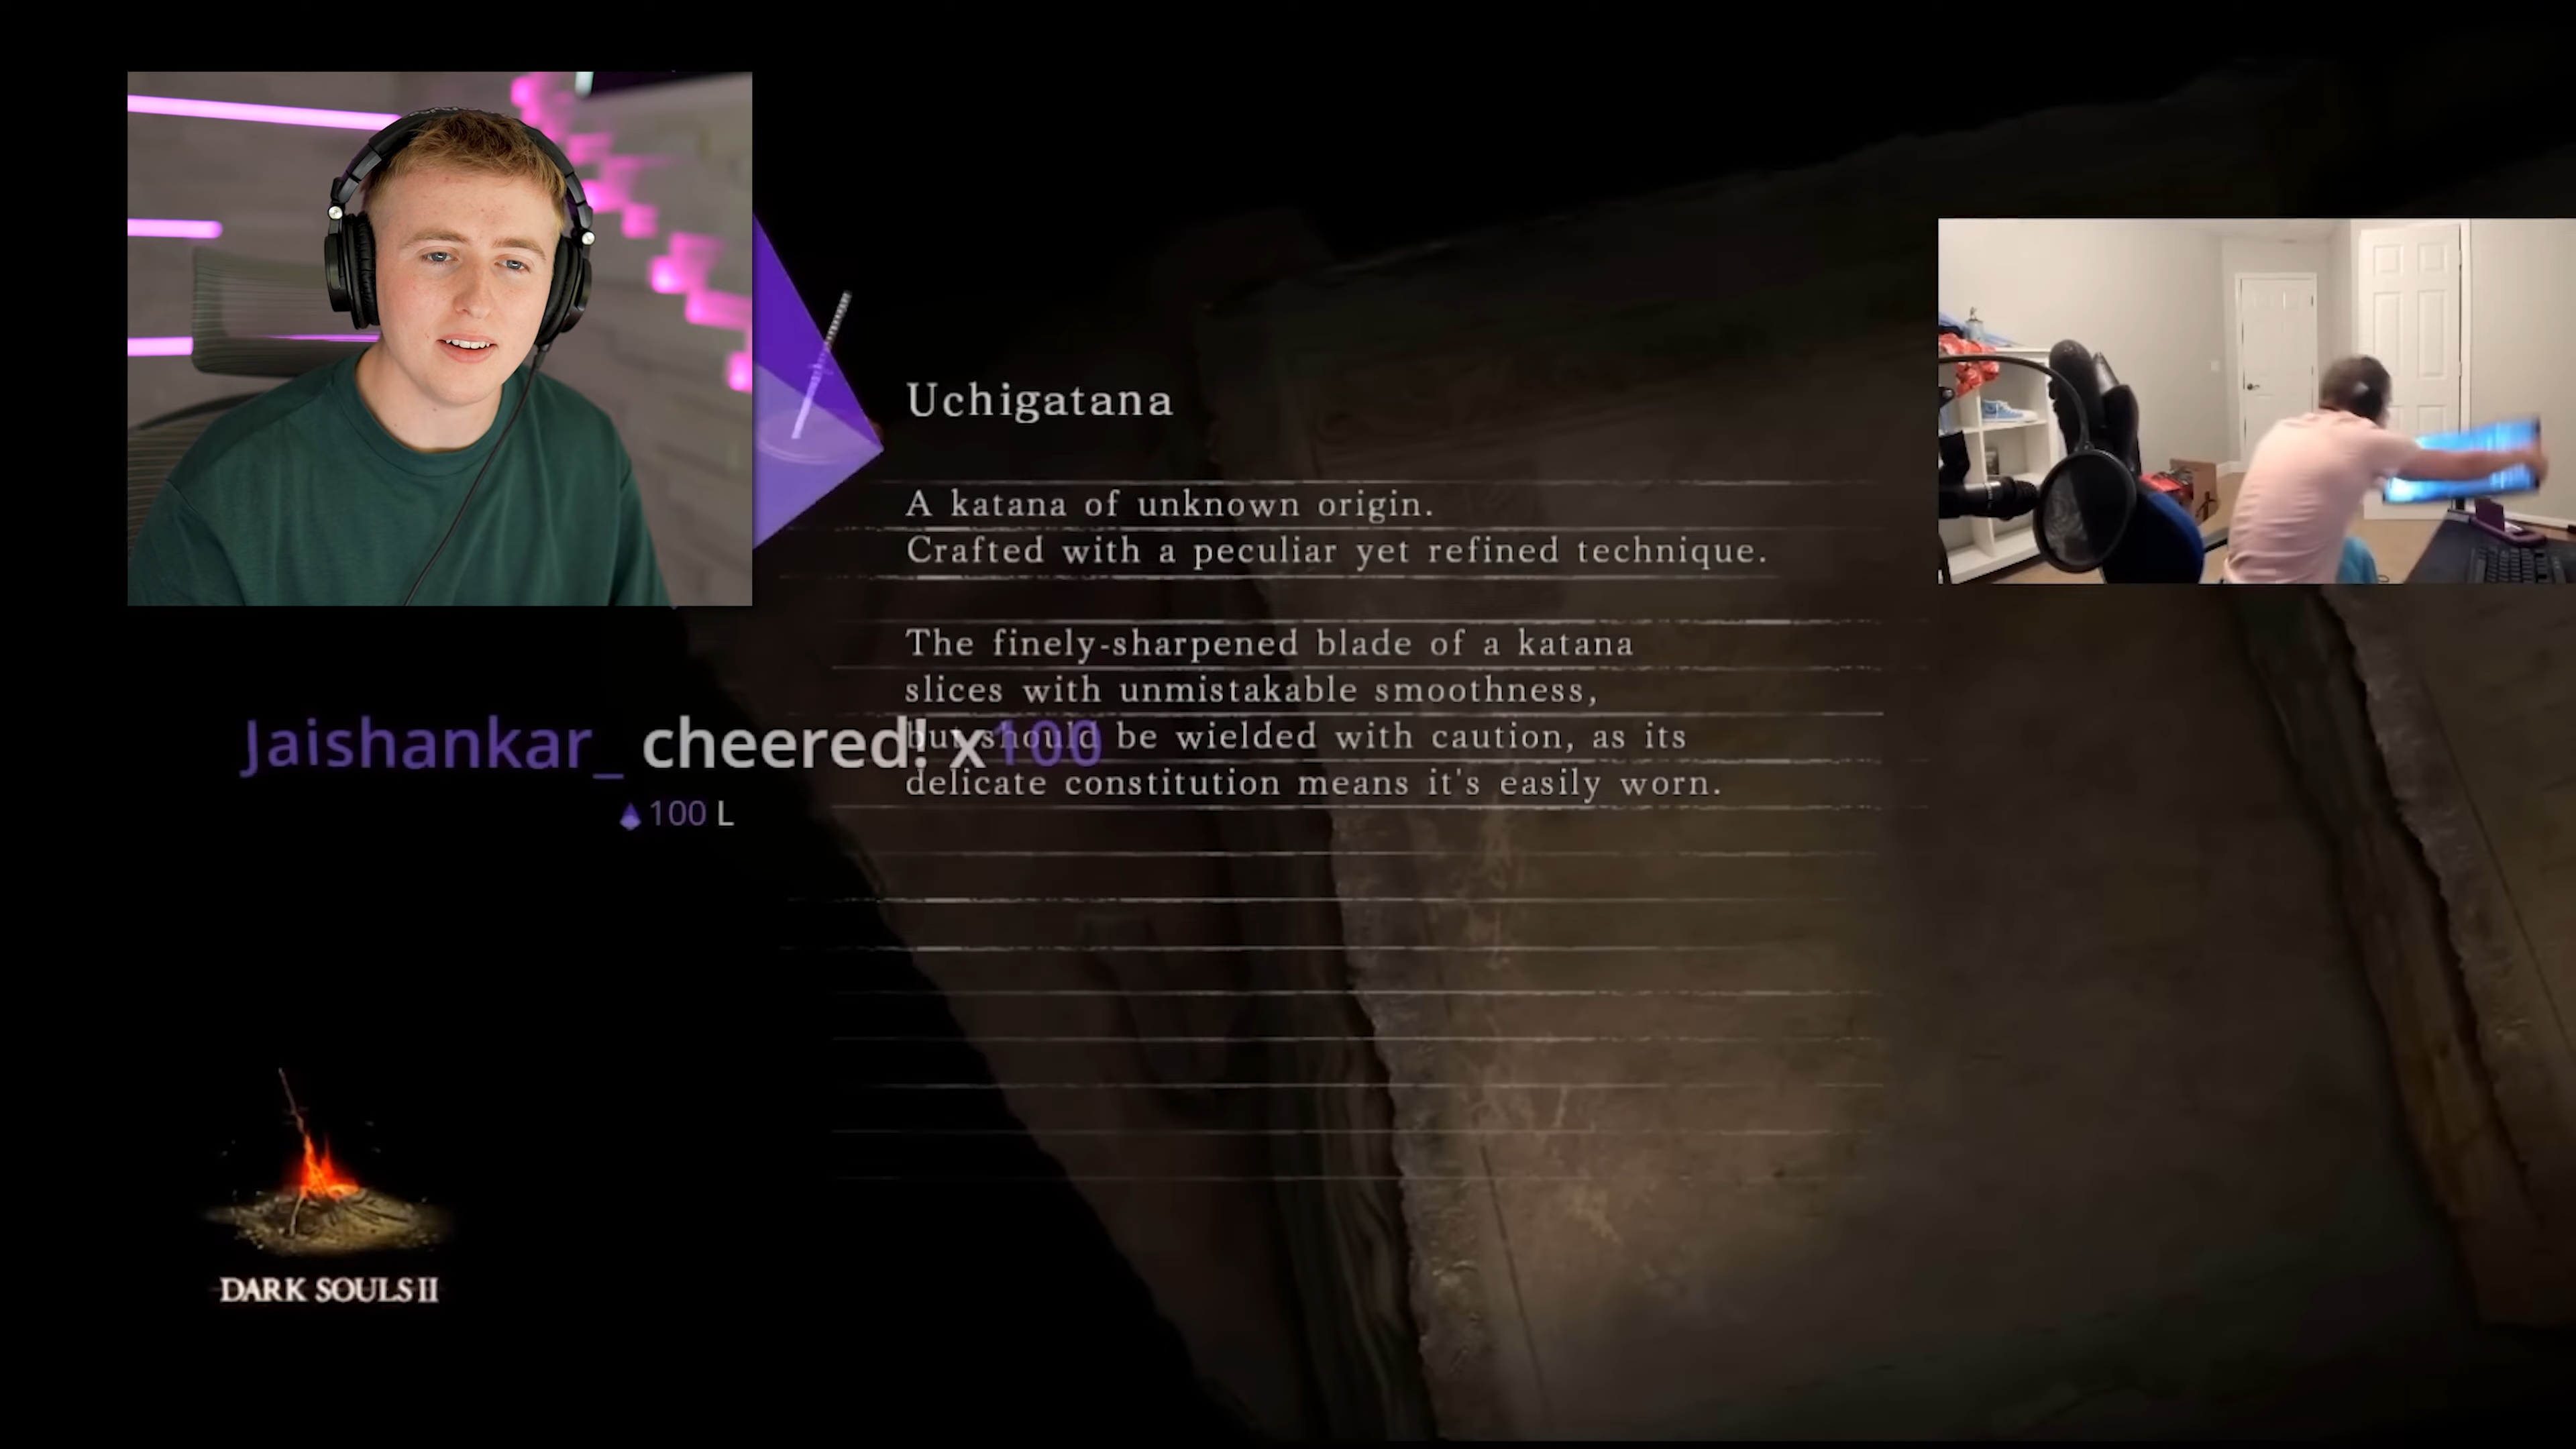 Uchigatana
A katana of unknown origin.
Crafted with a peculiar yet refined technique.
The finely-sharpened blade of a katana
slices with unmistakable smoothness,
but should be wielded with caution, as its
delicate constitution means it's easily worn.
Jaishankar_ cheered! x100
100 L
DARK SOULS II